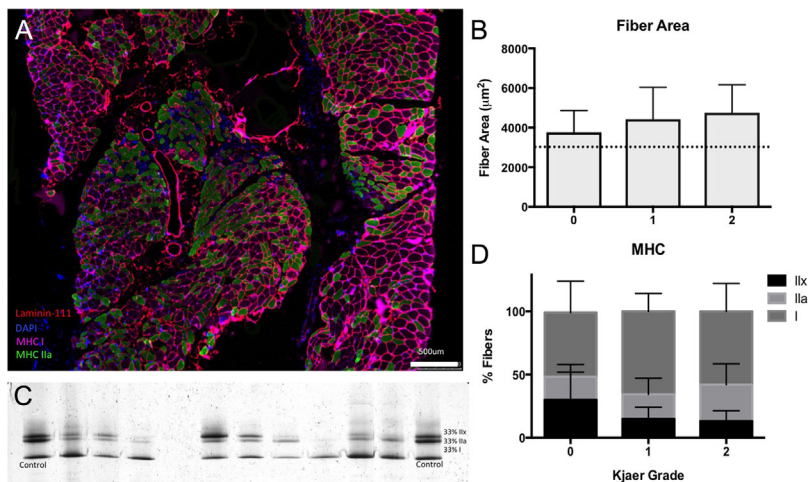 A
Laminin-111
DAPI
MHC I
MHC IIa
500um
B
Fiber Area
Fiber Area (μm²)
8000
6000
4000
2000
0
0 1 2
C
33% IIx
33% IIa
33% I
Control
Control
D
MHC
IIx
IIa
I
% Fibers
100
50
0
0 1 2
Kjaer Grade